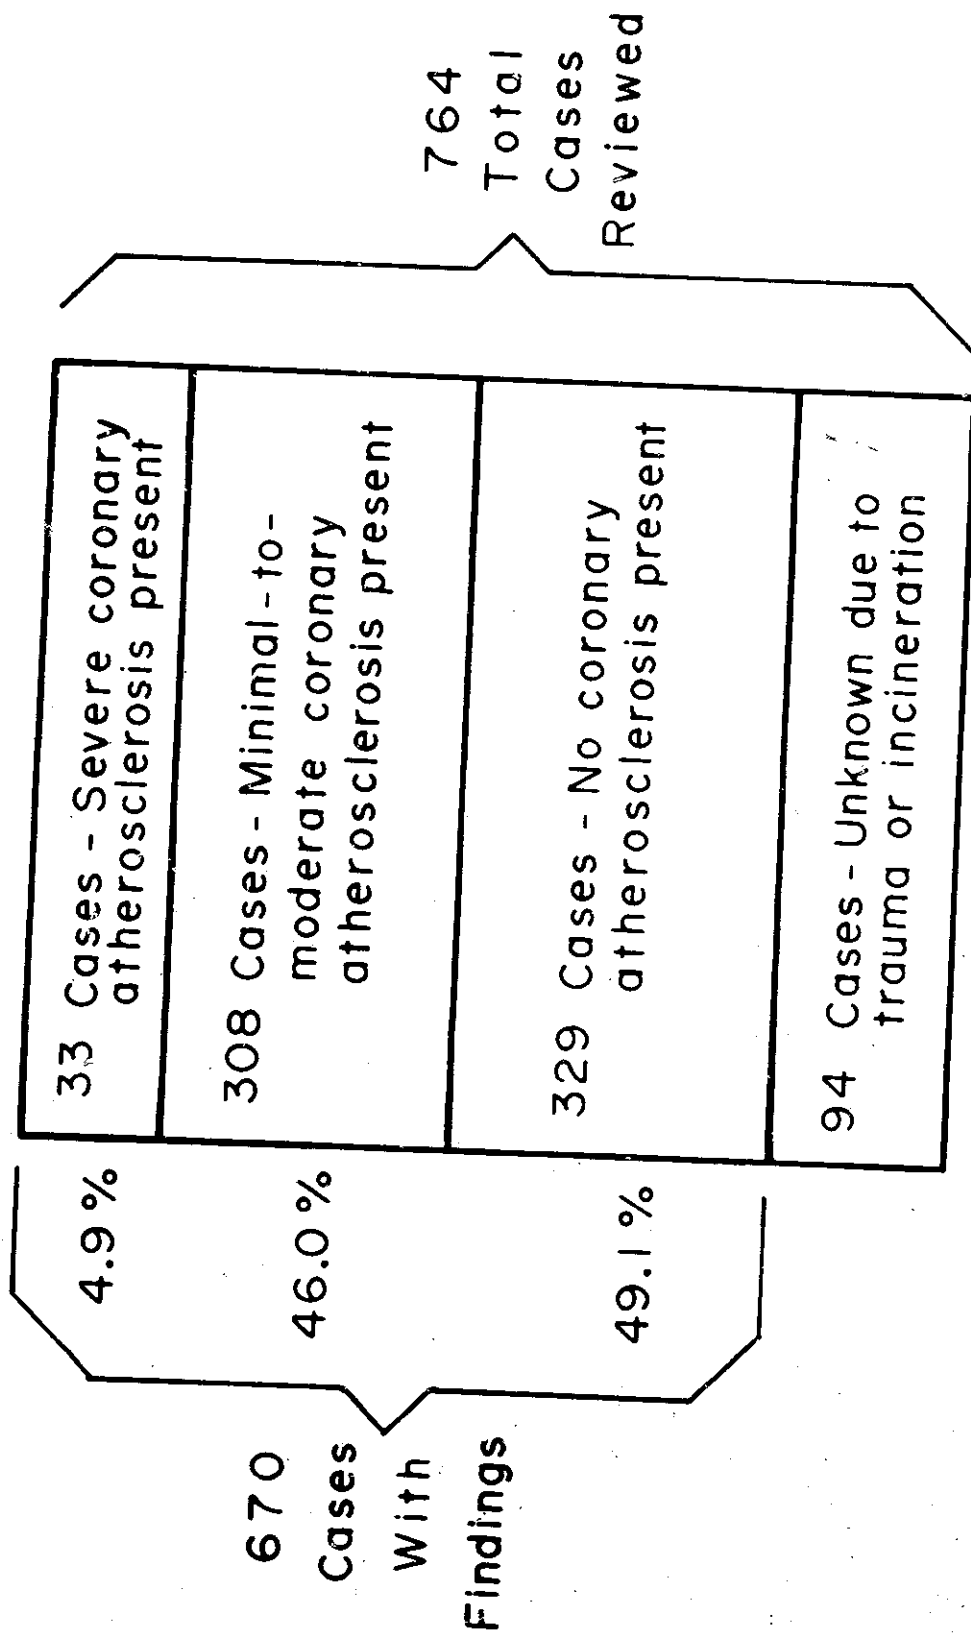 670
Cases
With
Findings
4.9 %
46.0 %
49.1 %
33 Cases - Severe coronary
atherosclerosis present
308 Cases - Minimal - to -
moderate coronary
atherosclerosis present
329 Cases - No coronary
atherosclerosis present
94 Cases - Unknown due to
trauma or incineration
764
Total
Cases
Reviewed